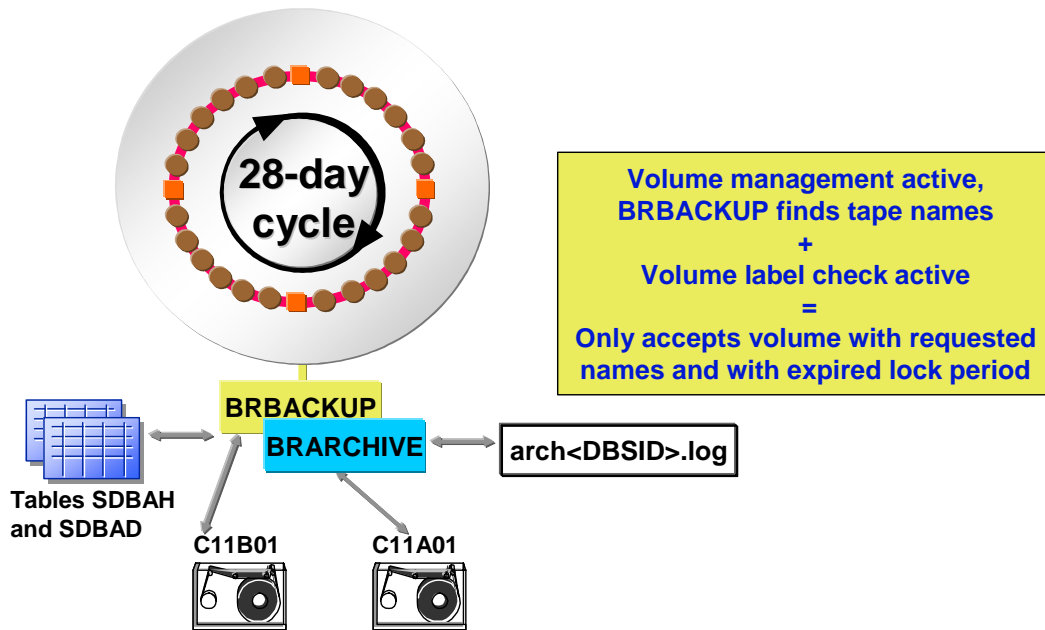 28-day
cycle
Volume management active,
BRBACKUP finds tape names
+
Volume label check active
=
Only accepts volume with requested
names and with expired lock period
BRBACKUP
BRARCHIVE
arch<DBSID>.log
Tables SDBAH
and SDBAD
C11B01
C11A01